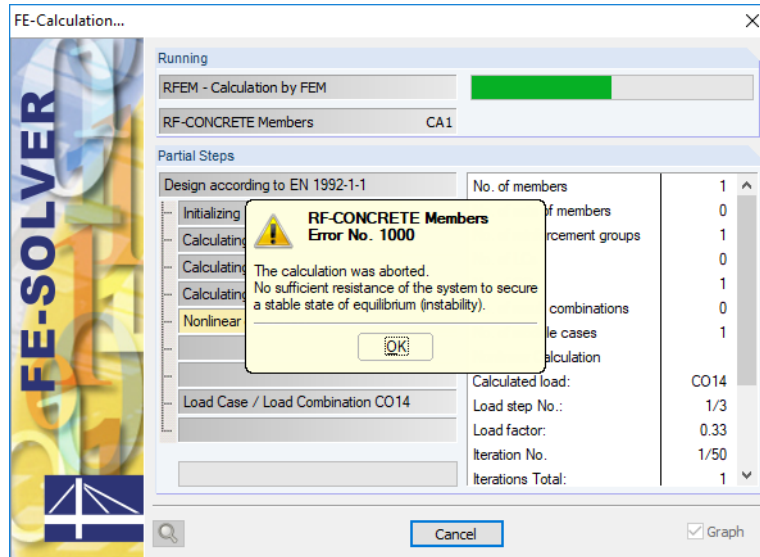 FE-Calculation...
FE-SOLVER
Running
RFEM - Calculation by FEM
RF-CONCRETE Members CA1
Partial Steps
Design according to EN 1992-1-1
Initializing
Calculating
Calculating
Calculating
Nonlinear
Load Case / Load Combination CO14
No. of members 1
of members 0
rcement groups 1
0
1
combinations 0
le cases 1
alculation
Calculated load: CO14
Load step No.: 1/3
Load factor: 0.33
Iteration No. 1/50
Iterations Total: 1
RF-CONCRETE Members
Error No. 1000
The calculation was aborted.
No sufficient resistance of the system to secure
a stable state of equilibrium (instability).
OK
Cancel
Graph